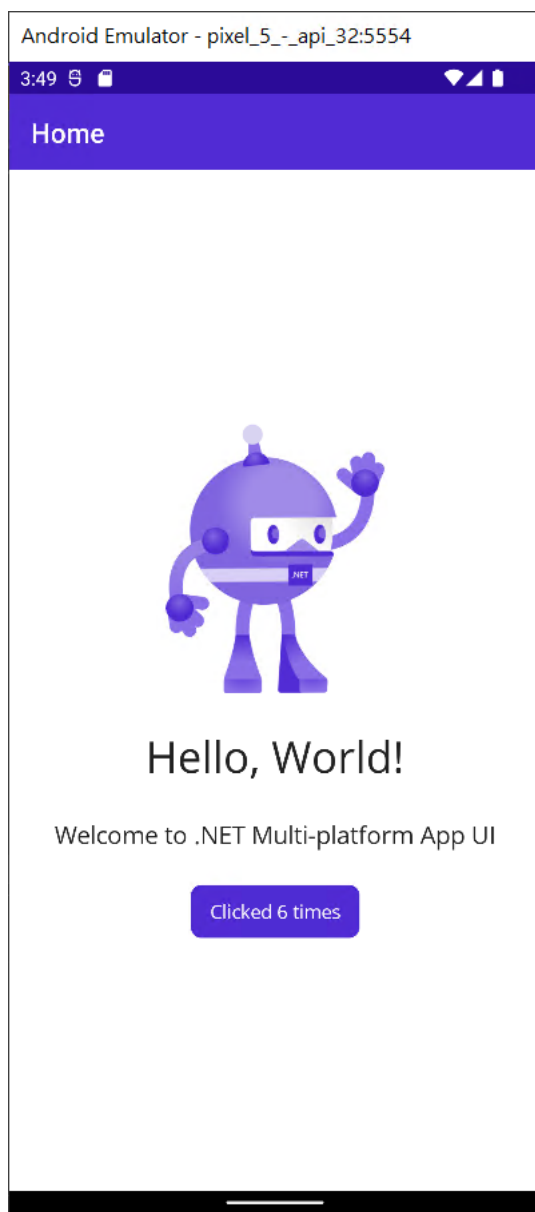 Android Emulator - pixel_5_-_api_32:5554
3:49
Home
.NET
Hello, World!
Welcome to .NET Multi-platform App UI
Clicked 6 times